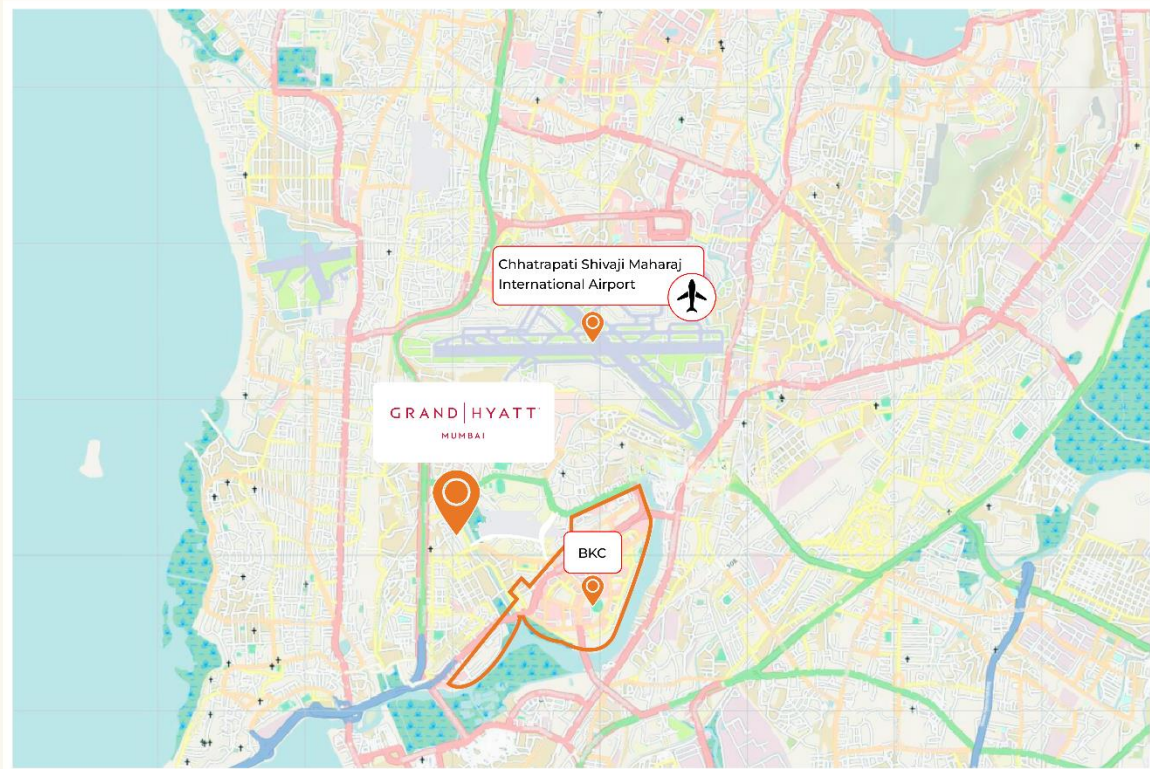 Chhatrapati Shivaji Maharaj
International Airport
GRAND|HYATT
MUMBAI
BKC